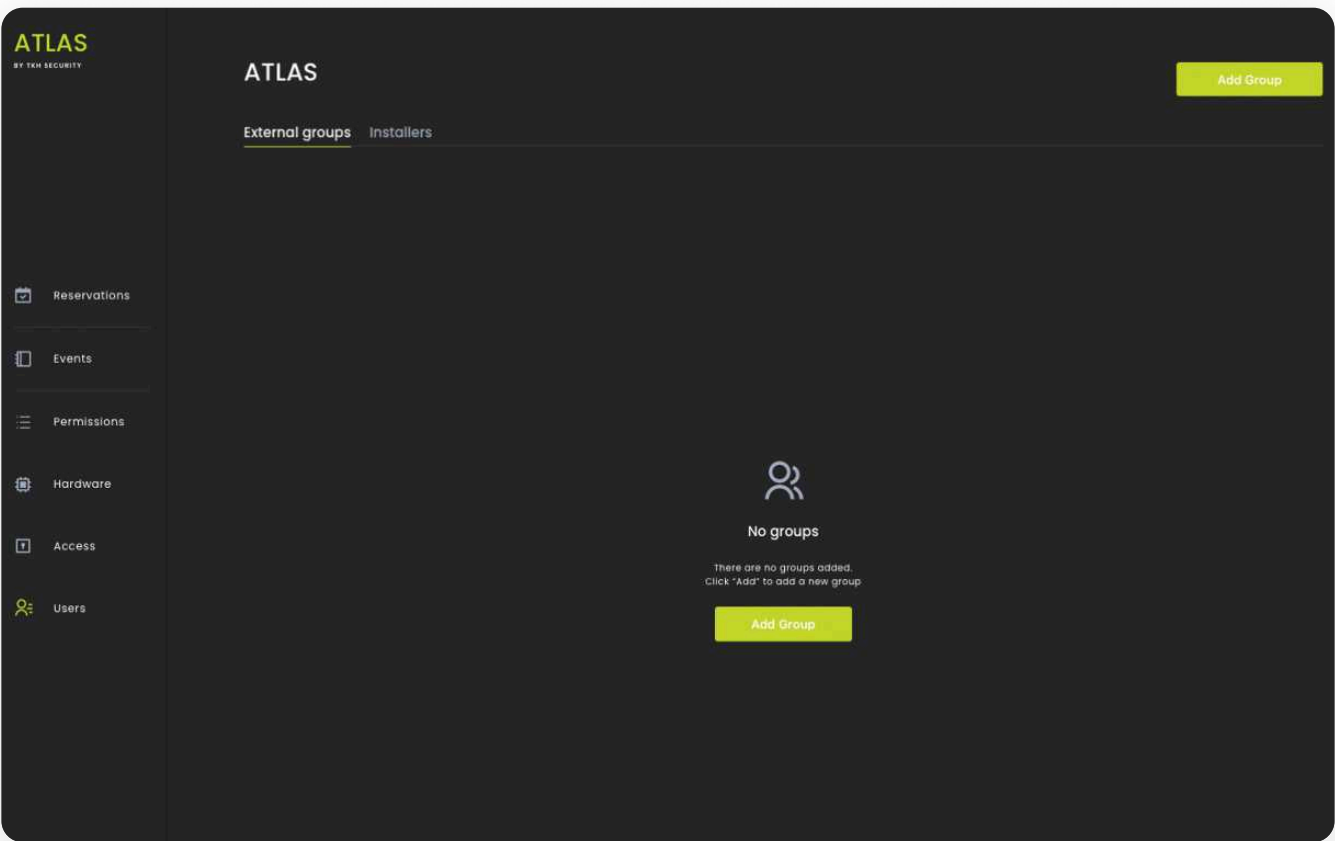 ATLAS
BY TKH SECURITY
ATLAS
Add Group
External groups Installers
Reservations
Events
Permissions
Hardware
Access
Users
No groups
There are no groups added.
Click "Add" to add a new group
Add Group